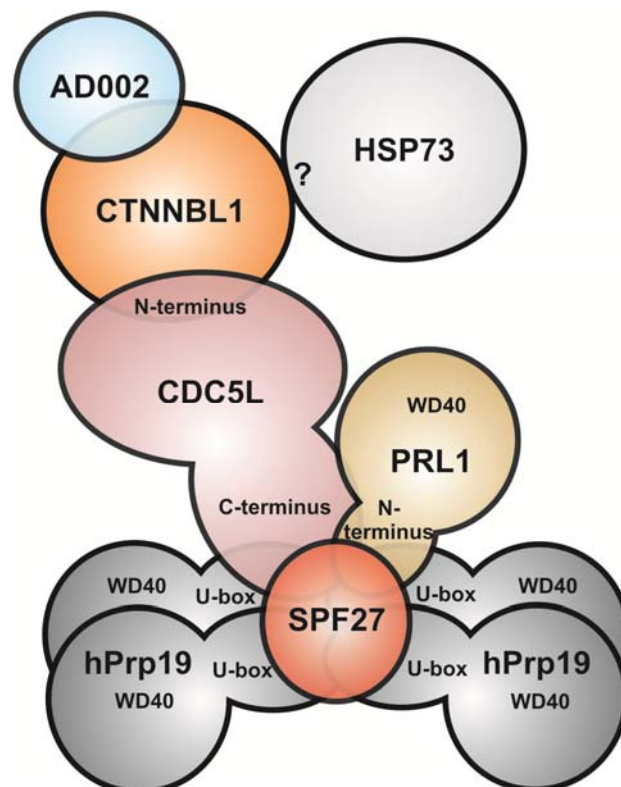 AD002
HSP73
?
CTNNBL1
N-terminus
CDC5L
WD40
PRL1
C-terminus
N-
terminus
WD40
U-box
U-box
WD40
SPF27
hPrp19
U-box
WD40
U-box
hPrp19
WD40